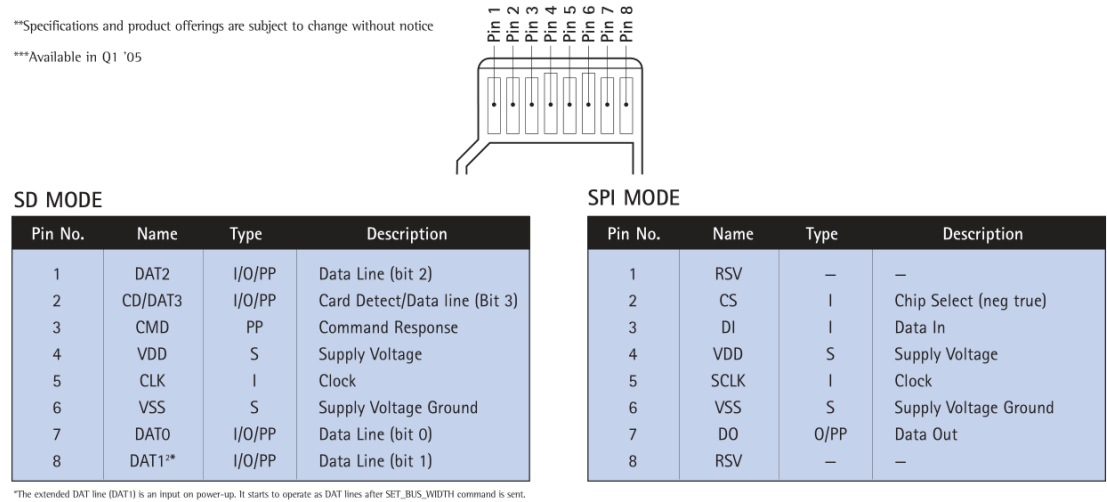 **Specifications and product offerings are subject to change without notice
***Available in Q1 '05
Pin 1
Pin 2
Pin 3
Pin 4
Pin 5
Pin 6
Pin 7
Pin 8
SD MODE
Pin No. Name Type Description
1 DAT2 I/O/PP Data Line (bit 2)
2 CD/DAT3 I/O/PP Card Detect/Data line (Bit 3)
3 CMD PP Command Response
4 VDD S Supply Voltage
5 CLK I Clock
6 VSS S Supply Voltage Ground
7 DAT0 I/O/PP Data Line (bit 0)
8 DAT1²* I/O/PP Data Line (bit 1)
*The extended DAT line (DAT1) is an input on power-up. It starts to operate as DAT lines after SET_BUS_WIDTH command is sent.
SPI MODE
Pin No. Name Type Description
1 RSV – –
2 CS I Chip Select (neg true)
3 DI I Data In
4 VDD S Supply Voltage
5 SCLK I Clock
6 VSS S Supply Voltage Ground
7 DO O/PP Data Out
8 RSV – –